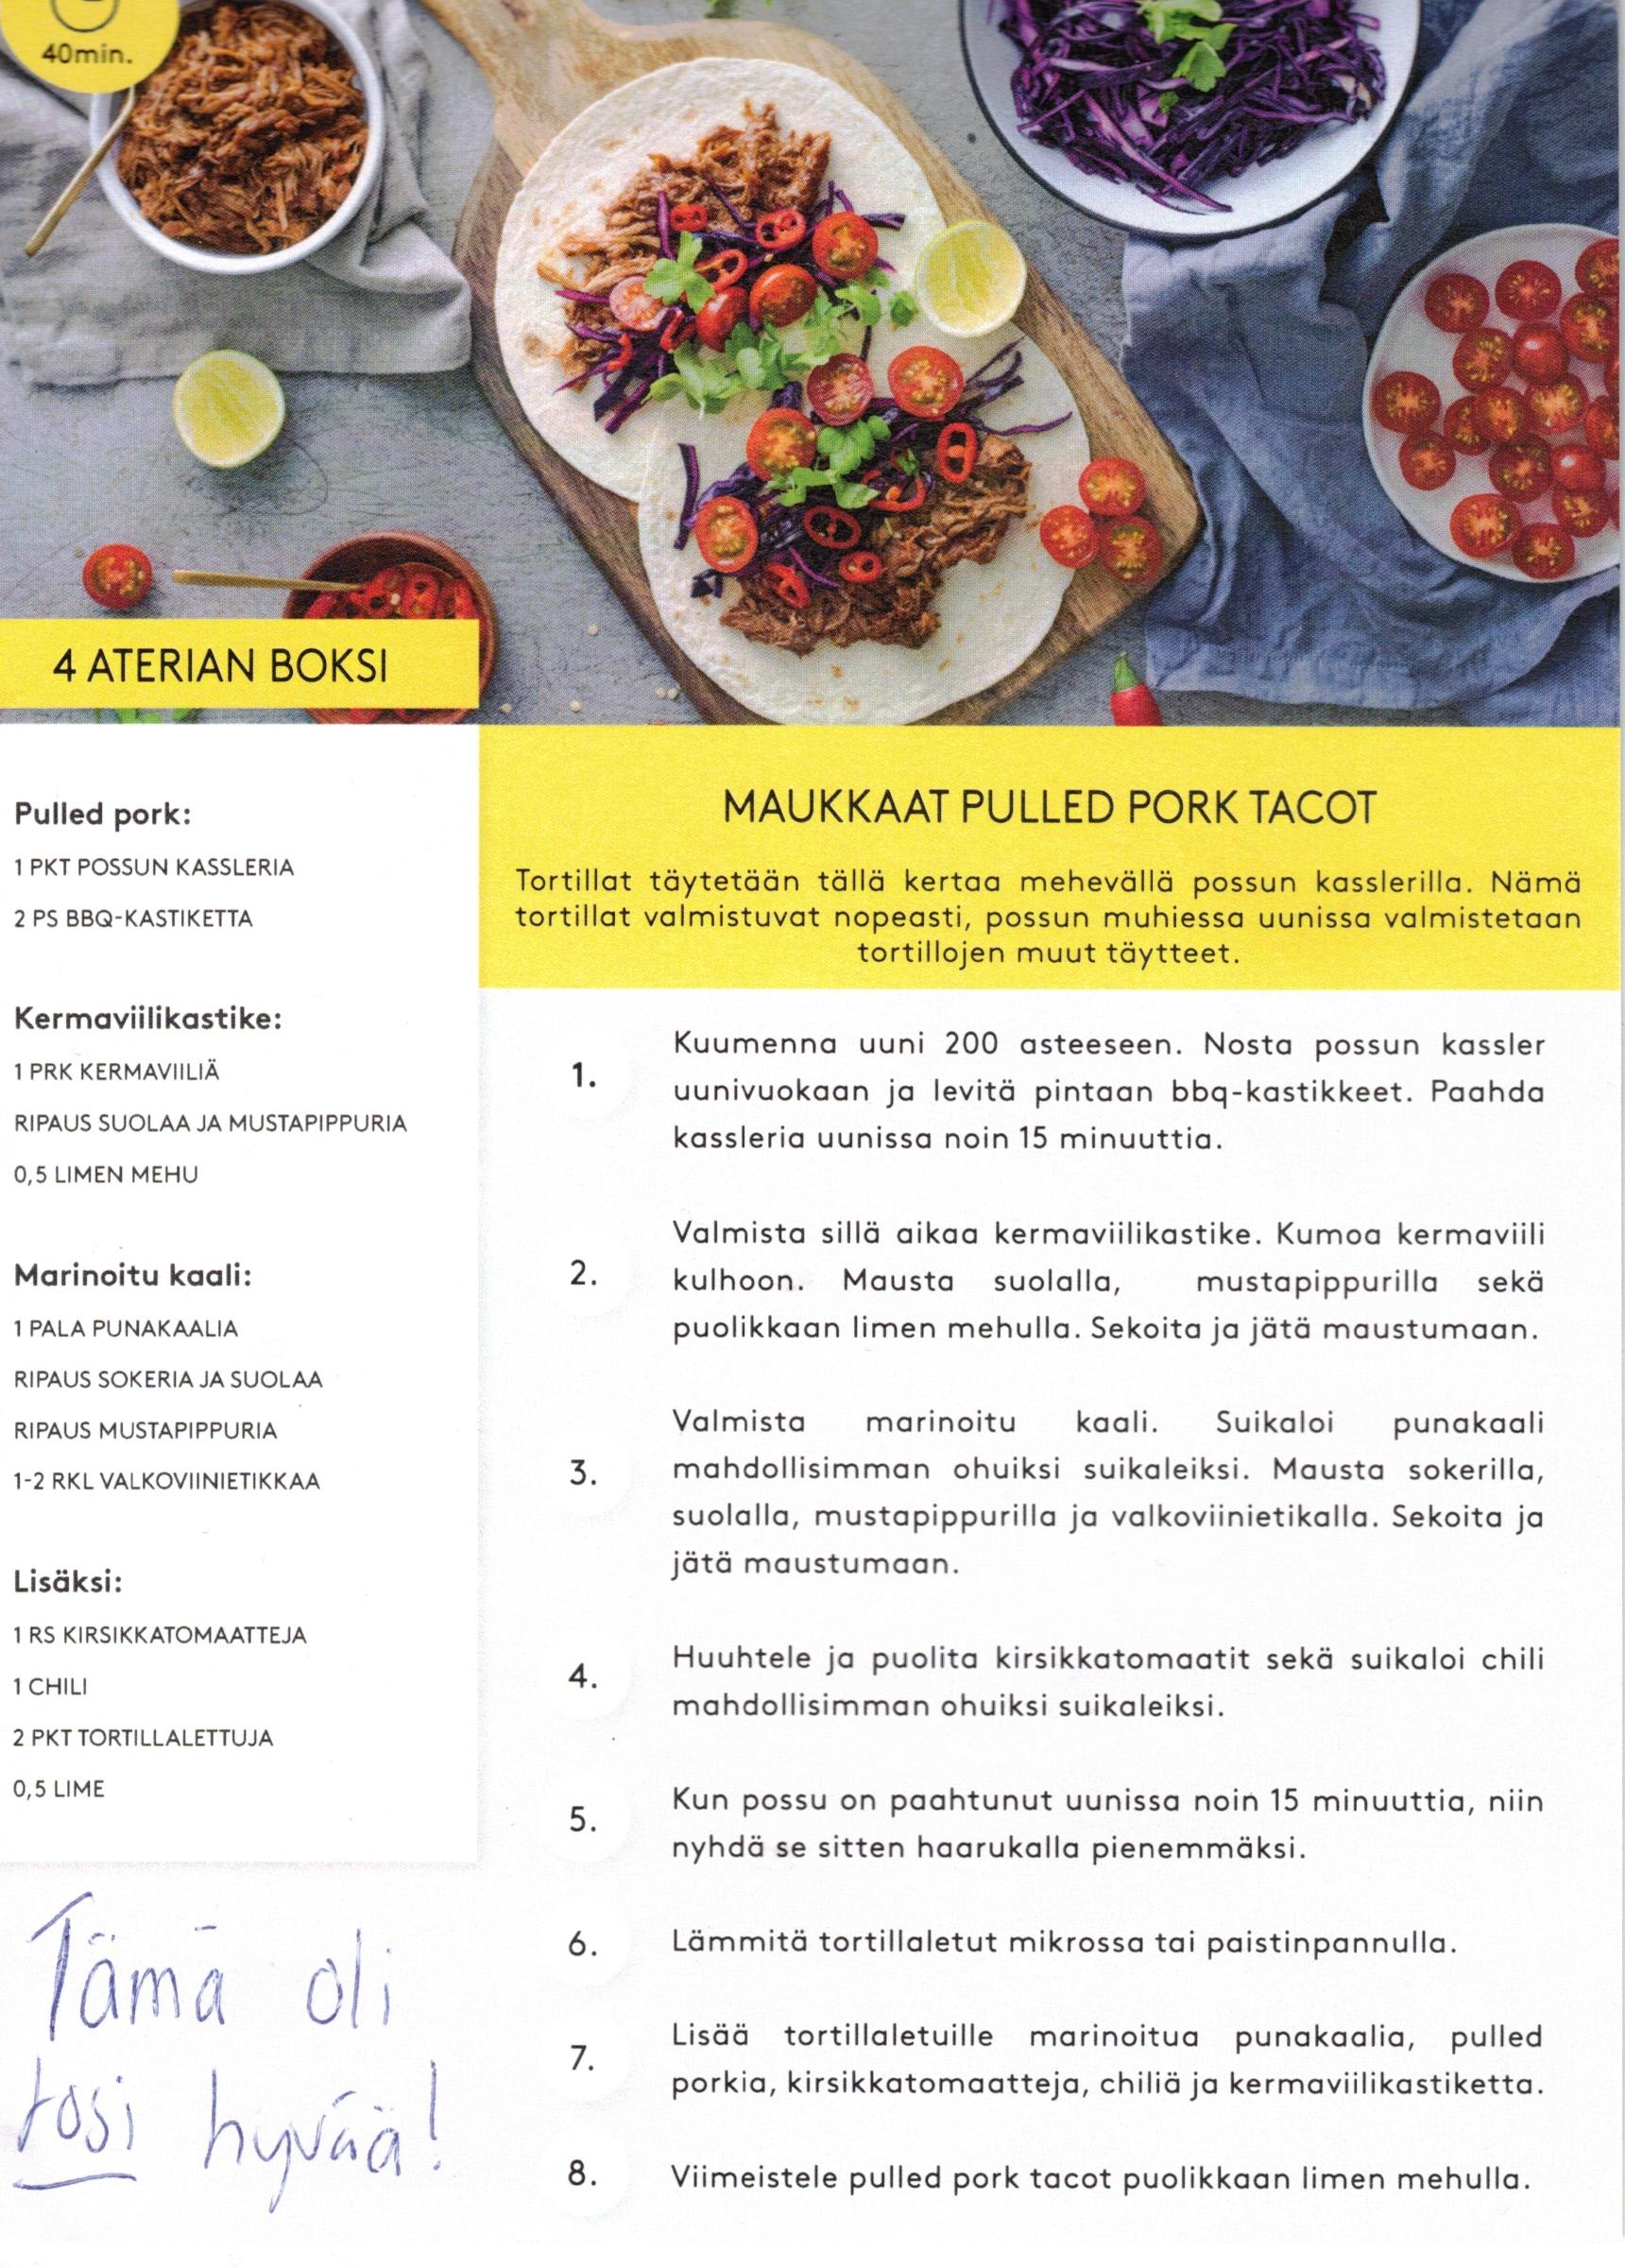 40min.
4 ATERIAN BOKSI
Pulled pork:
1 PKT POSSUN KASSLERIA
2 PS BBQ-KASTIKETTA
Kermaviilikastike:
1 PRK KERMAVIILIÄ
RIPAUS SUOLAA JA MUSTAPIPPURIA
0,5 LIMEN MEHU
Marinoitu kaali:
1 PALA PUNAKAALIA
RIPAUS SOKERIA JA SUOLAA
RIPAUS MUSTAPIPPURIA
1-2 RKL VALKOVIINIETIKKAA
Lisäksi:
1 RS KIRSIKKATOMAATTEJA
1 CHILI
2 PKT TORTILLALETTUJA
0,5 LIME
Tämä oli
tosi hyvää!
MAUKKAAT PULLED PORK TACOT
Tortillat täytetään tällä kertaa mehevällä possun kasslerilla. Nämä
tortillat valmistuvat nopeasti, possun muhiessa uunissa valmistetaan
tortillojen muut täytteet.
1. Kuumenna uuni 200 asteeseen. Nosta possun kassler
uunivuokaan ja levitä pintaan bbq-kastikkeet. Paahda
kassleria uunissa noin 15 minuuttia.
2. Valmista sillä aikaa kermaviilikastike. Kumoa kermaviili
kulhoon. Mausta suolalla, mustapippurilla sekä
puolikkaan limen mehulla. Sekoita ja jätä maustumaan.
3. Valmista marinoitu kaali. Suikaloi punakaali
mahdollisimman ohuiksi suikaleiksi. Mausta sokerilla,
suolalla, mustapippurilla ja valkoviinietikalla. Sekoita ja
jätä maustumaan.
4. Huuhtele ja puolita kirsikkatomaatit sekä suikaloi chili
mahdollisimman ohuiksi suikaleiksi.
5. Kun possu on paahtunut uunissa noin 15 minuuttia, niin
nyhdä se sitten haarukalla pienemmäksi.
6. Lämmitä tortillaletut mikrossa tai paistinpannulla.
7. Lisää tortillaletuille marinoitua punakaalia, pulled
porkia, kirsikkatomaatteja, chiliä ja kermaviilikastiketta.
8. Viimeistele pulled pork tacot puolikkaan limen mehulla.